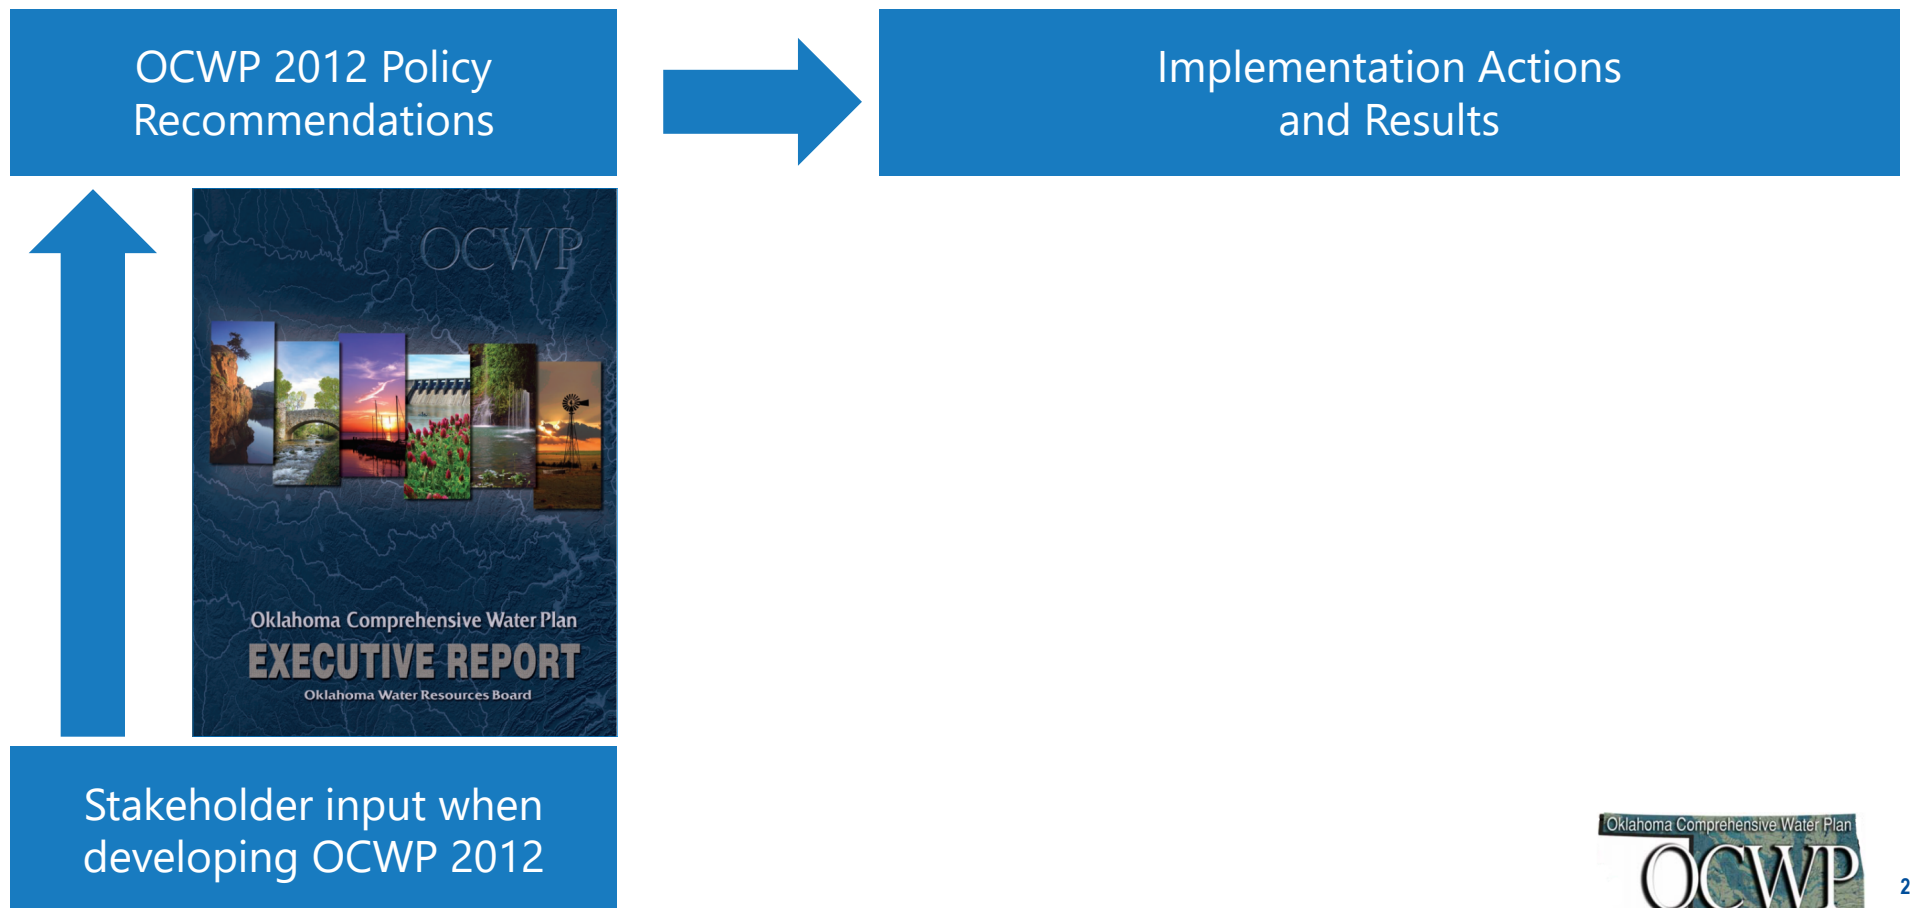 OCWP 2012 Policy
Recommendations
Implementation Actions
and Results
OCWP
Oklahoma Comprehensive Water Plan
EXECUTIVE REPORT
Oklahoma Water Resources Board
Stakeholder input when
developing OCWP 2012
Oklahoma Comprehensive Water Plan
OCWP
2